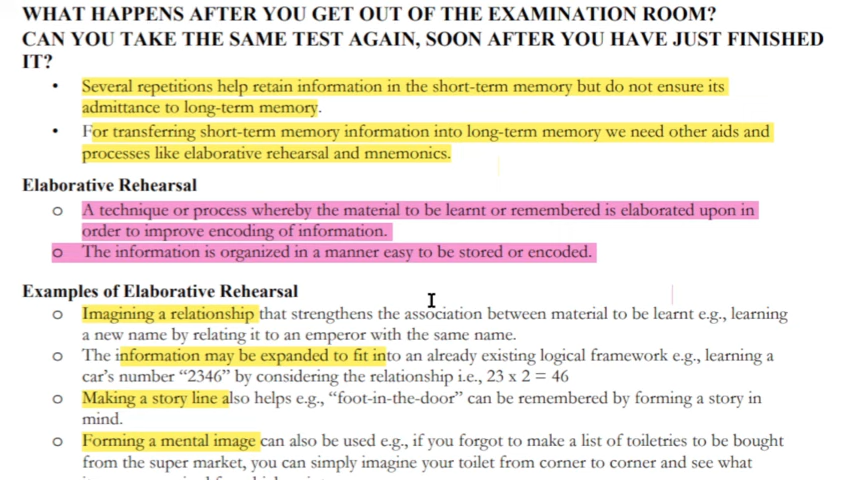 WHAT HAPPENS AFTER YOU GET OUT OF THE EXAMINATION ROOM?
CAN YOU TAKE THE SAME TEST AGAIN, SOON AFTER YOU HAVE JUST FINISHED
IT?
• Several repetitions help retain information in the short-term memory but do not ensure its
admittance to long-term memory.
• For transferring short-term memory information into long-term memory we need other aids and
processes like elaborative rehearsal and mnemonics.
Elaborative Rehearsal
o A technique or process whereby the material to be learnt or remembered is elaborated upon in
order to improve encoding of information.
o The information is organized in a manner easy to be stored or encoded.
Examples of Elaborative Rehearsal
o Imagining a relationship that strengthens the association between material to be learnt e.g., learning
a new name by relating it to an emperor with the same name.
o The information may be expanded to fit into an already existing logical framework e.g., learning a
car's number “2346” by considering the relationship i.e., 23 x 2 = 46
o Making a story line also helps e.g., “foot-in-the-door” can be remembered by forming a story in
mind.
o Forming a mental image can also be used e.g., if you forgot to make a list of toiletries to be bought
from the super market, you can simply imagine your toilet from corner to corner and see what